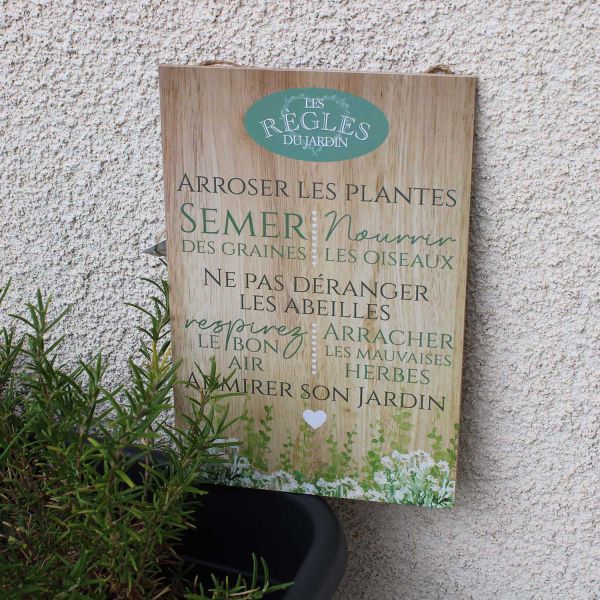 LES
RÈGLES
DU JARDIN
ARROSER LES PLANTES
SEMER
DES GRAINES
Nourrir
LES OISEAUX
NE PAS DÉRANGER
LES ABEILLES
respirez
LE BON
AIR
ARRACHER
LES MAUVAISES
HERBES
ADMIRER SON JARDIN